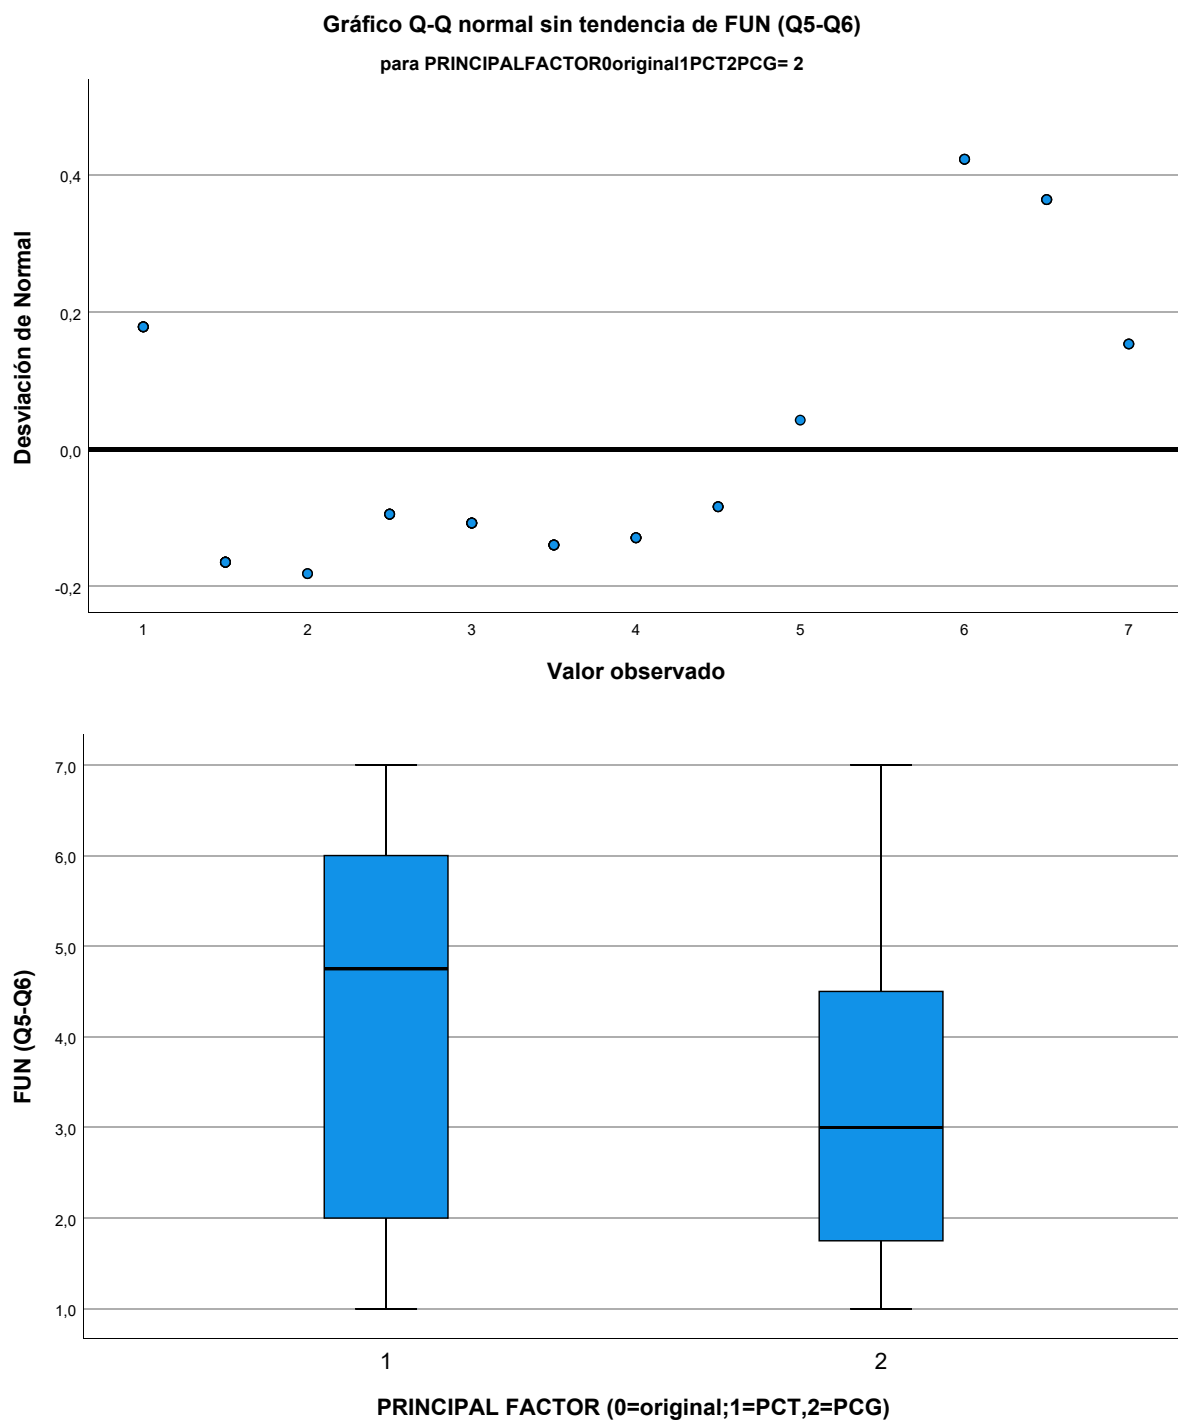 Gráfico Q-Q normal sin tendencia de FUN (Q5-Q6)
para PRINCIPALFACTOR0original1PCT2PCG= 2
Desviación de Normal
0,4
0,2
0,0
-0,2
1 2 3 4 5 6 7
Valor observado
FUN (Q5-Q6)
7,0
6,0
5,0
4,0
3,0
2,0
1,0
1 2
PRINCIPAL FACTOR (0=original;1=PCT,2=PCG)